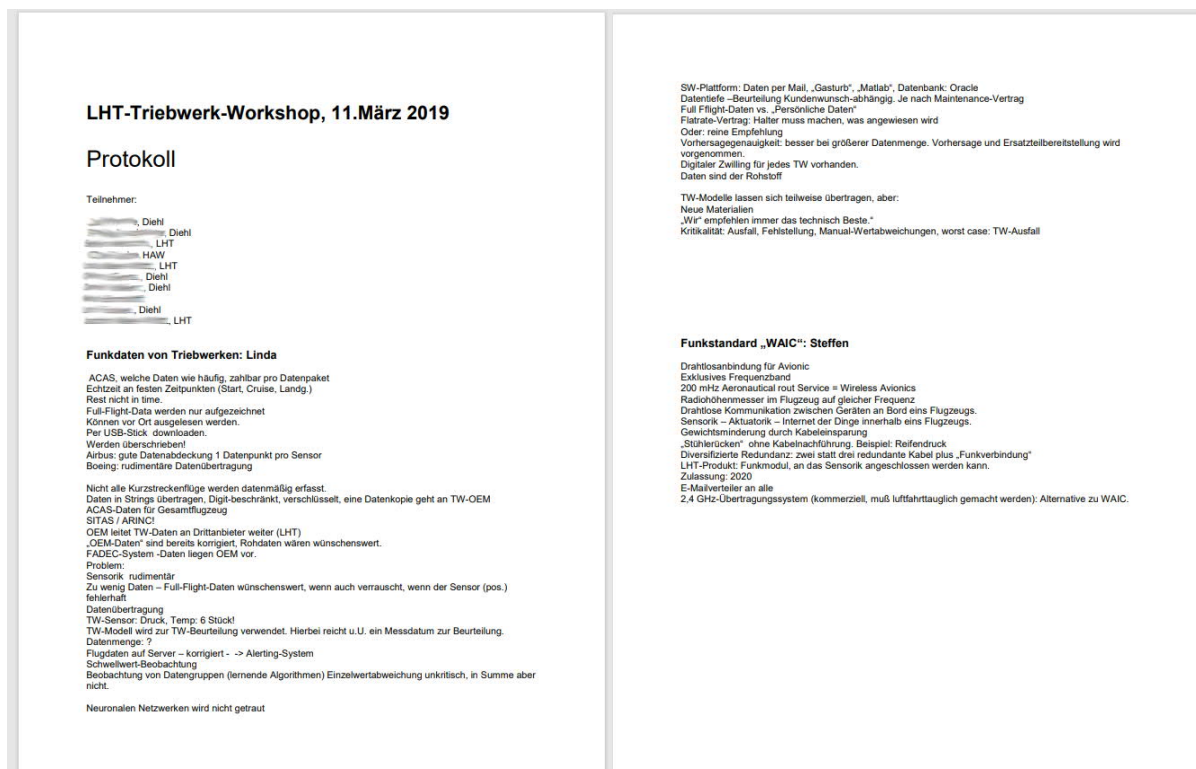 LHT-Triebwerk-Workshop, 11.März 2019
Protokoll
Teilnehmer:
, Diehl
, Diehl
, LHT
, HAW
, LHT
, Diehl
, Diehl
, Diehl
, LHT
Funkdaten von Triebwerken: Linda
ACAS, welche Daten wie häufig, zahlbar pro Datenpaket
Echtzeit an festen Zeitpunkten (Start, Cruise, Landg.)
Rest nicht in time.
Full-Flight-Data werden nur aufgezeichnet
Können vor Ort ausgelesen werden.
Per USB-Stick downloaden.
Werden überschrieben!
Airbus: gute Datenabdeckung 1 Datenpunkt pro Sensor
Boeing: rudimentäre Datenübertragung
Nicht alle Kurzstreckenflüge werden datenmäßig erfasst.
Daten in Strings übertragen, Digit-beschränkt, verschlüsselt, eine Datenkopie geht an TW-OEM
ACAS-Daten für Gesamtflugzeug
SITAS / ARINC!
OEM leitet TW-Daten an Drittanbieter weiter (LHT)
„OEM-Daten“ sind bereits korrigiert, Rohdaten wären wünschenswert.
FADEC-System -Daten liegen OEM vor.
Problem:
Sensorik rudimentär
Zu wenig Daten – Full-Flight-Daten wünschenswert, wenn auch verrauscht, wenn der Sensor (pos.)
fehlerhaft
Datenübertragung
TW-Sensor: Druck, Temp: 6 Stück!
TW-Modell wird zur TW-Beurteilung verwendet. Hierbei reicht u.U. ein Messdatum zur Beurteilung.
Datenmenge: ?
Flugdaten auf Server – korrigiert - -> Alerting-System
Schwellwert-Beobachtung
Beobachtung von Datengruppen (lernende Algorithmen) Einzelwertabweichung unkritisch, in Summe aber
nicht.
Neuronalen Netzwerken wird nicht getraut
SW-Plattform: Daten per Mail, „Gasturb“, „Matlab“, Datenbank: Oracle
Datentiefe –Beurteilung Kundenwunsch-abhängig. Je nach Maintenance-Vertrag
Full Fflight-Daten vs. „Persönliche Daten“
Flatrate-Vertrag: Halter muss machen, was angewiesen wird
Oder: reine Empfehlung
Vorhersagegenauigkeit: besser bei größerer Datenmenge. Vorhersage und Ersatzteilbereitstellung wird
vorgenommen.
Digitaler Zwilling für jedes TW vorhanden.
Daten sind der Rohstoff
TW-Modelle lassen sich teilweise übertragen, aber:
Neue Materialien
„Wir“ empfehlen immer das technisch Beste.“
Kritikalität: Ausfall, Fehlstellung, Manual-Wertabweichungen, worst case: TW-Ausfall
Funkstandard „WAIC“: Steffen
Drahtlosanbindung für Avionic
Exklusives Frequenzband
200 mHz Aeronautical rout Service = Wireless Avionics
Radiohöhenmesser im Flugzeug auf gleicher Frequenz
Drahtlose Kommunikation zwischen Geräten an Bord eins Flugzeugs.
Sensorik – Aktuatorik – Internet der Dinge innerhalb eins Flugzeugs.
Gewichtsminderung durch Kabeleinsparung
„Stühlerücken“ ohne Kabelnachführung. Beispiel: Reifendruck
Diversifizierte Redundanz: zwei statt drei redundante Kabel plus „Funkverbindung“
LHT-Produkt: Funkmodul, an das Sensorik angeschlossen werden kann.
Zulassung: 2020
E-Mailverteiler an alle
2,4 GHz-Übertragungssystem (kommerziell, muß luftfahrttauglich gemacht werden): Alternative zu WAIC.